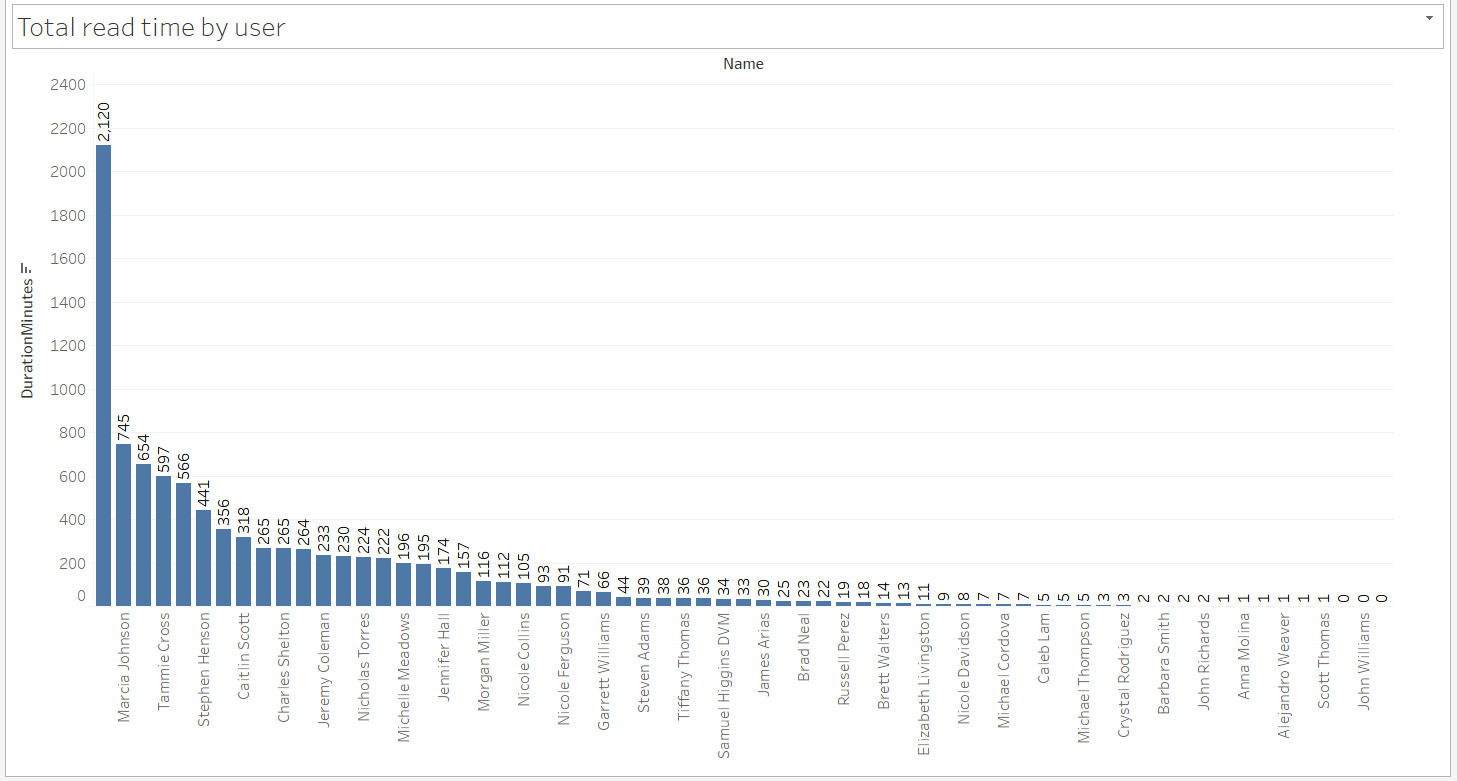 Total read time by user
Name
DurationMinutes
2400
2200
2000
1800
1600
1400
1200
1000
800
600
400
200
0
2,120
745
654
597
566
441
356
318
265
265
264
233
230
224
222
196
195
174
157
116
112
105
93
91
71
66
44
39
38
36
36
34
33
30
25
23
22
19
18
14
13
11
9
8
7
7
7
5
5
5
3
3
2
2
2
2
1
1
1
1
1
1
0
0
0
Marcia Johnson
Tammie Cross
Stephen Henson
Caitlin Scott
Charles Shelton
Jeremy Coleman
Nicholas Torres
Michelle Meadows
Jennifer Hall
Morgan Miller
Nicole Collins
Nicole Ferguson
Garrett Williams
Steven Adams
Tiffany Thomas
Samuel Higgins DVM
James Arias
Brad Neal
Russell Perez
Brett Walters
Elizabeth Livingston
Nicole Davidson
Michael Cordova
Caleb Lam
Michael Thompson
Crystal Rodriguez
Barbara Smith
John Richards
Anna Molina
Alejandro Weaver
Scott Thomas
John Williams